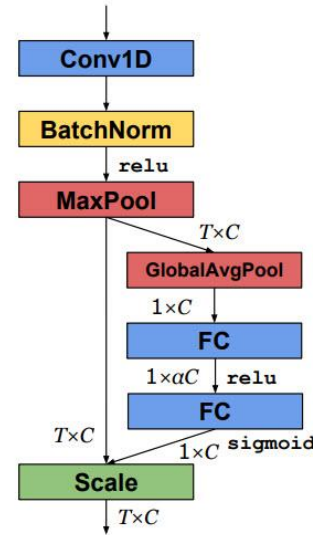 Conv1D
BatchNorm
relu
MaxPool
T×C
GlobalAvgPool
1×C
FC
1×αC relu
FC
T×C 1×C sigmoid
Scale
T×C